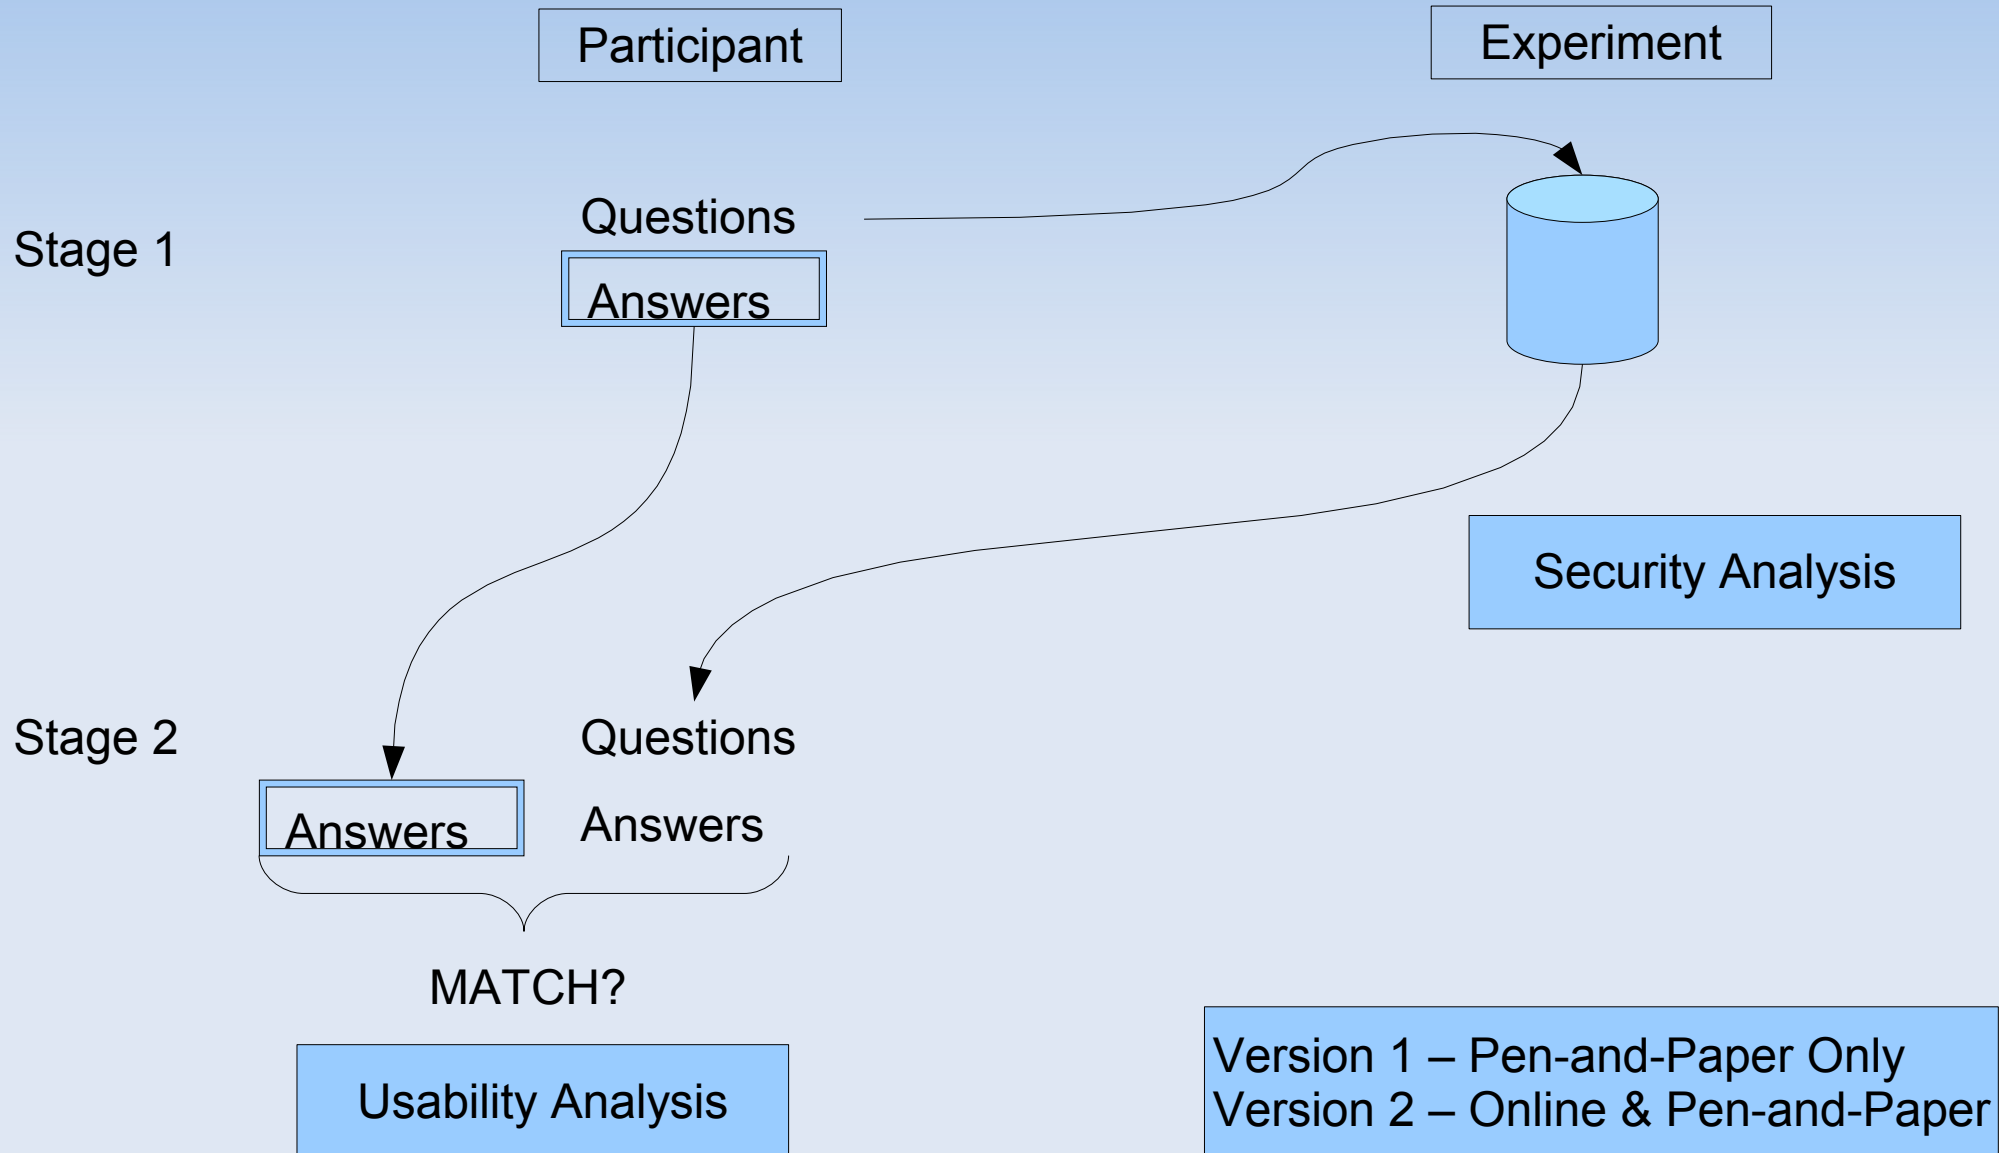 Participant
Experiment
Questions
Stage 1
Answers
Security Analysis
Stage 2
Questions
Answers
Answers
MATCH?
Usability Analysis
Version 1 – Pen-and-Paper Only
Version 2 – Online & Pen-and-Paper